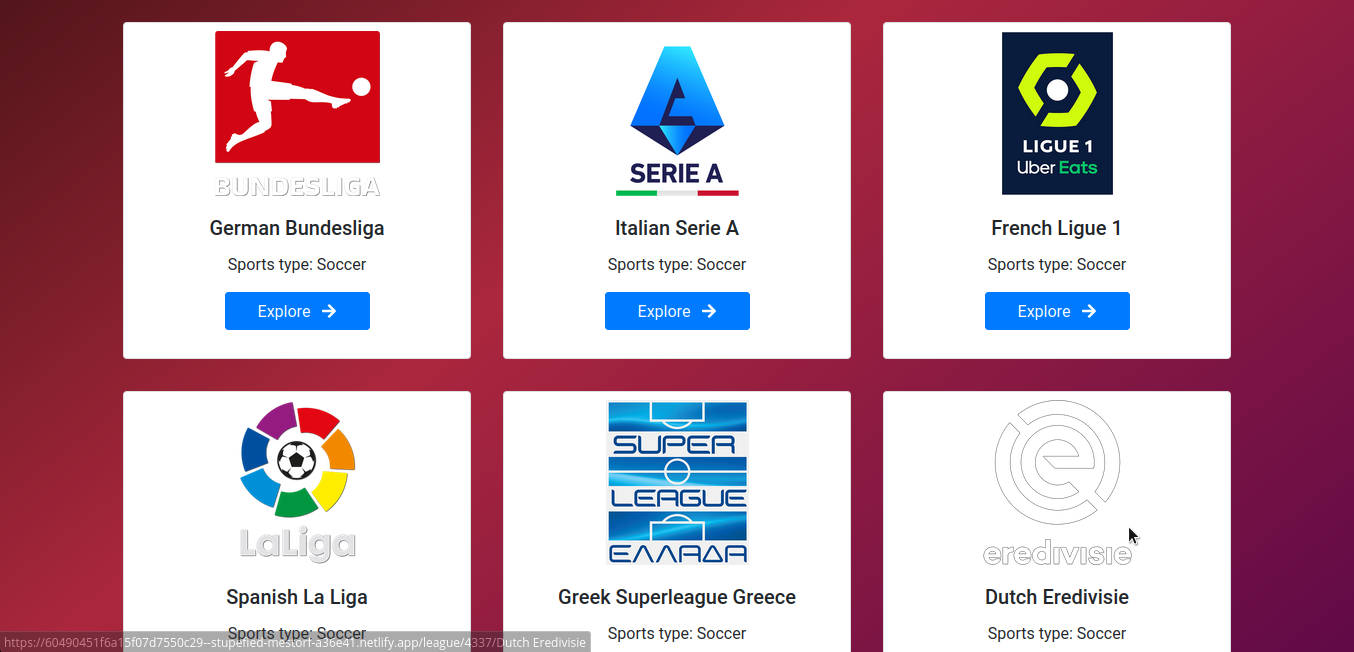 BUNDESLIGA
German Bundesliga
Sports type: Soccer
Explore
SERIE A
Italian Serie A
Sports type: Soccer
Explore
LIGUE 1
Uber Eats
French Ligue 1
Sports type: Soccer
Explore
LaLiga
Spanish La Liga
Sports type: Soccer
SUPER
LEAGUE
ΕΛΛΑΔΑ
Greek Superleague Greece
Sports type: Soccer
eredivisie
Dutch Eredivisie
Sports type: Soccer
https://60490451f6a15f07d7550c29--stupefied-mestorf-a36e41.netlify.app/league/4337/Dutch Eredivisie